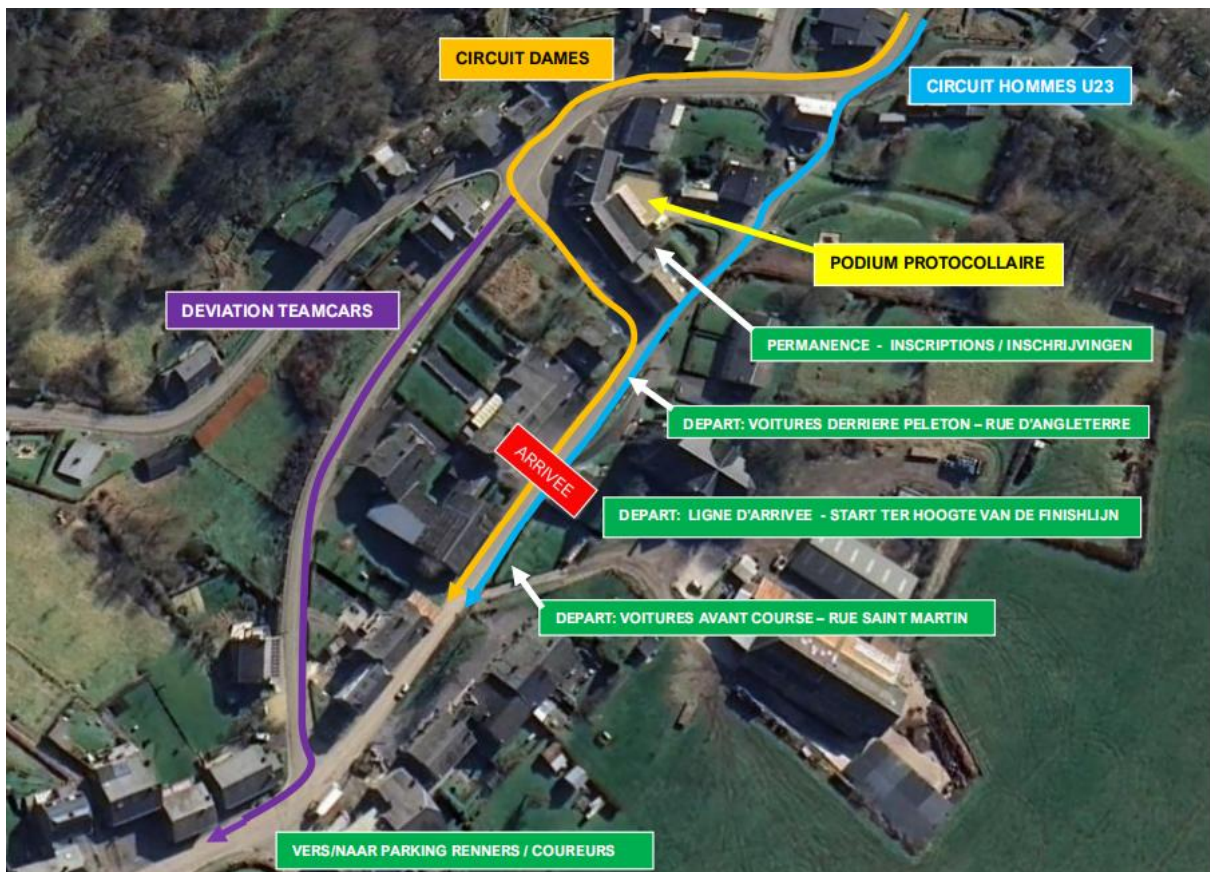 CIRCUIT DAMES
CIRCUIT HOMMES U23
PODIUM PROTOCOLLAIRE
DEVIATION TEAMCARS
PERMANENCE - INSCRIPTIONS / INSCHRIJVINGEN
DEPART: VOITURES DERRIERE PELETON – RUE D'ANGLETERRE
ARRIVEE
DEPART: LIGNE D'ARRIVEE - START TER HOOGTE VAN DE FINISHLIJN
DEPART: VOITURES AVANT COURSE – RUE SAINT MARTIN
VERS/NAAR PARKING RENNERS / COUREURS